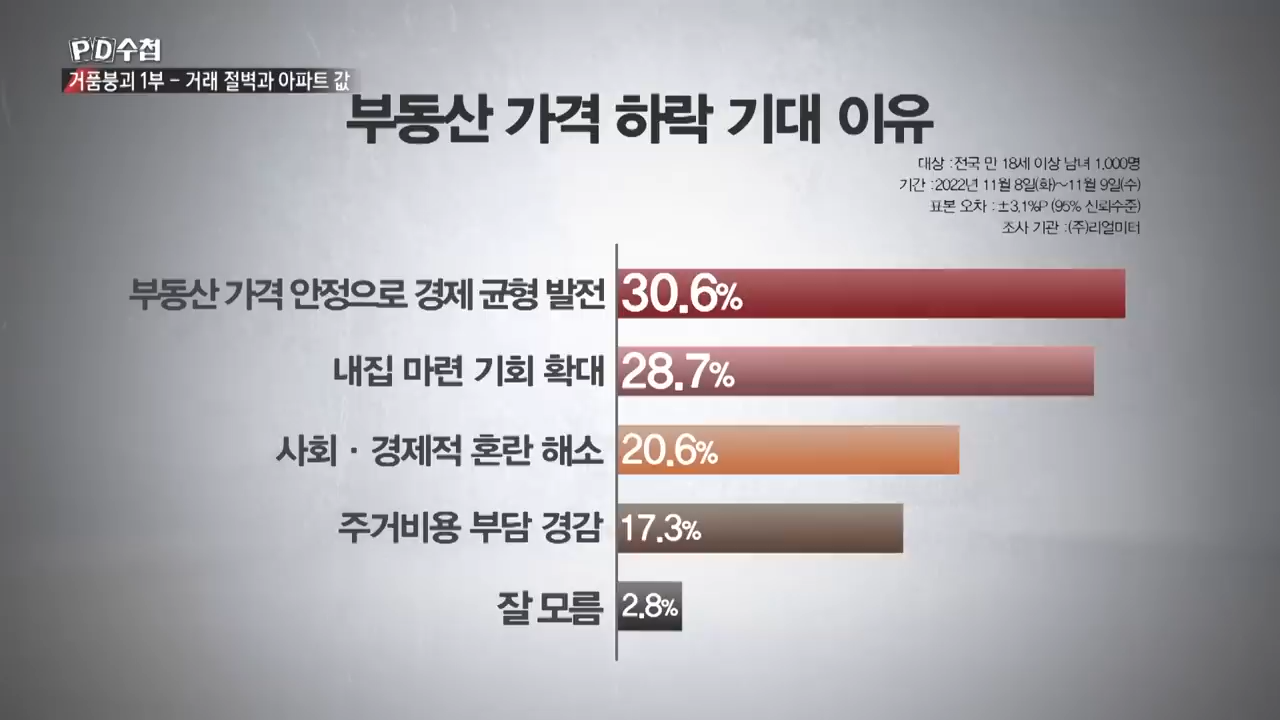 PD수첩
거품붕괴 1부 - 거래 절벽과 아파트 값
부동산 가격 하락 기대 이유
대상 :전국 만 18세 이상 남녀 1,000명
기간 :2022년 11월 8일(화)~11월 9일(수)
표본 오차 :±3.1%P (95% 신뢰수준)
조사 기관 :(주)리얼미터
부동산 가격 안정으로 경제 균형 발전 30.6%
내집 마련 기회 확대 28.7%
사회 · 경제적 혼란 해소 20.6%
주거비용 부담 경감 17.3%
잘 모름 2.8%